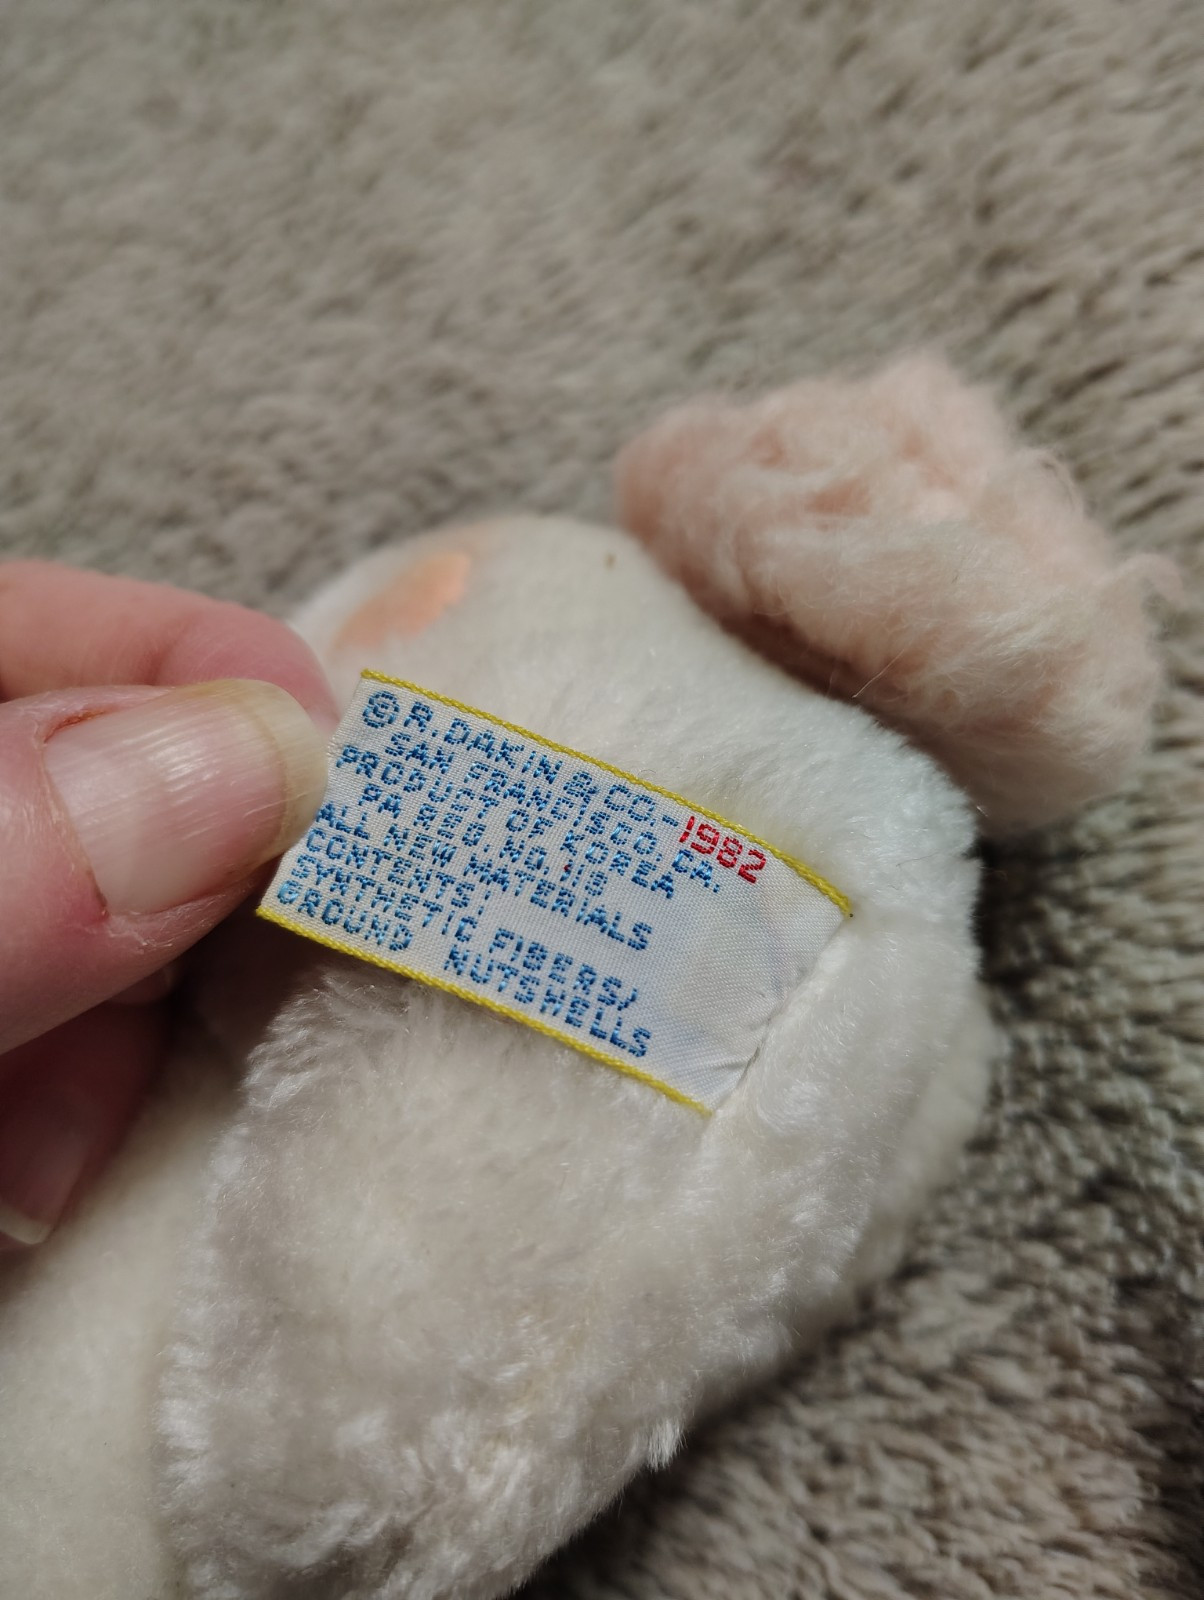 © R. DAKIN & CO.-1982
SAN FRANCISCO, CA.
PRODUCT OF KOREA
PA. REG. NO. 118
ALL NEW MATERIALS
CONTENTS:
SYNTHETIC FIBERS/
GROUND NUTSHELLS